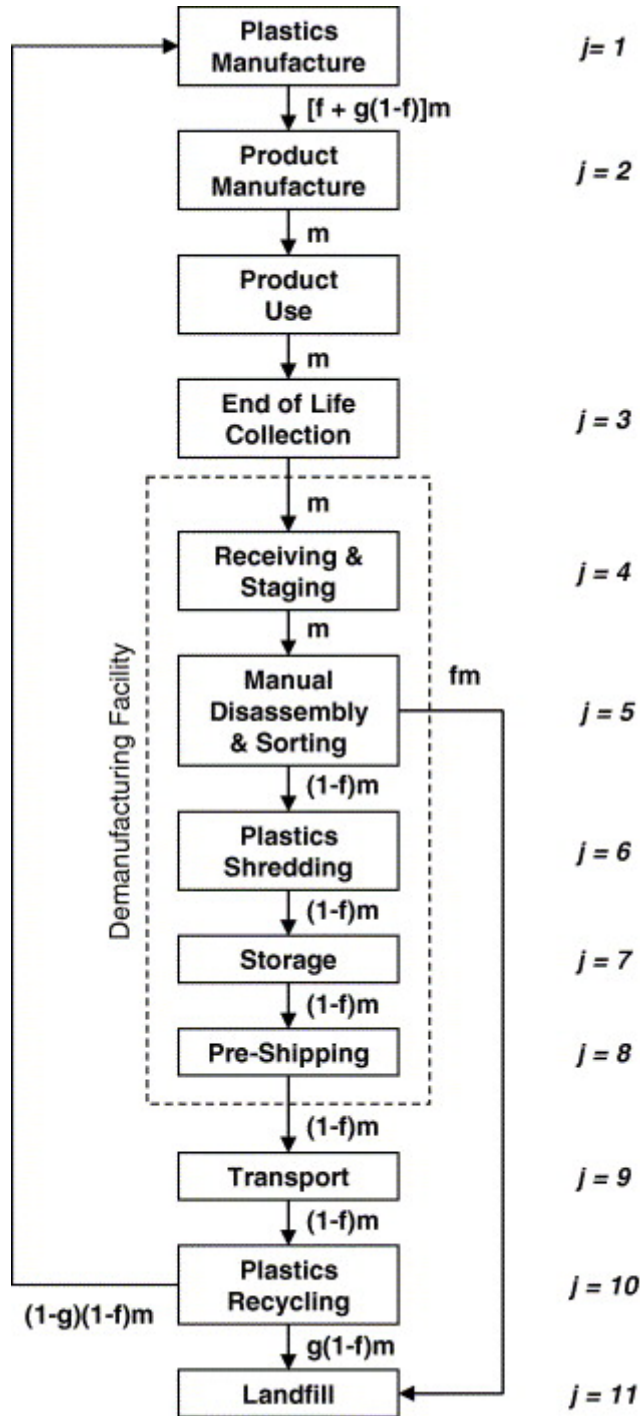 Plastics
Manufacture
j= 1
[f + g(1-f)]m
Product
Manufacture
j = 2
m
Product
Use
m
End of Life
Collection
j = 3
m
Demanufacturing Facility
Receiving &
Staging
j = 4
m
Manual
Disassembly
& Sorting
fm
j = 5
(1-f)m
Plastics
Shredding
j = 6
(1-f)m
Storage
j = 7
(1-f)m
Pre-Shipping
j = 8
(1-f)m
Transport
j = 9
(1-f)m
Plastics
Recycling
j = 10
(1-g)(1-f)m
g(1-f)m
Landfill
j = 11